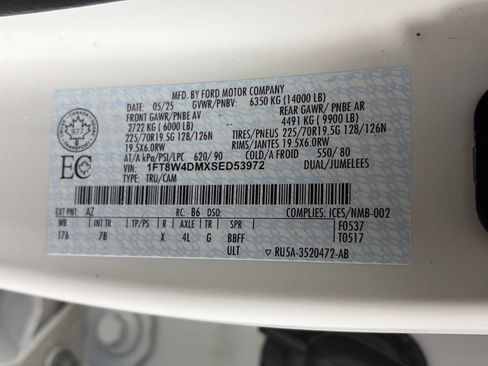 MFD. BY FORD MOTOR COMPANY
DATE: 05/25 GVWR/PNBV: 6350 KG (14000 LB)
FRONT GAWR/ PNBE AV REAR GAWR/ PNBE AR
2722 KG ( 6000 LB) 4491 KG ( 9900 LB)
225/70R19.5G 128/126N TIRES/PNEUS 225/70R19.5G 128/126N
19.5X6.0RW RIMS/JANTES 19.5X6.0RW
AT/A kPa/PSI/LPC 620/ 90 COLD/A FROID 550/ 80
VIN: 1FT8W4DMXSED53972 DUAL/JUMELEES
TYPE: TRU/CAM
EC
EXT PNT: AZ RC: B6 DSO: COMPLIES: ICES/NMB-002
WB INT TR TP/PS R AXLE TR SPR F0537
176 7B X 4L G BBFF T0517
ULT ▽ RU5A-3520472-AB